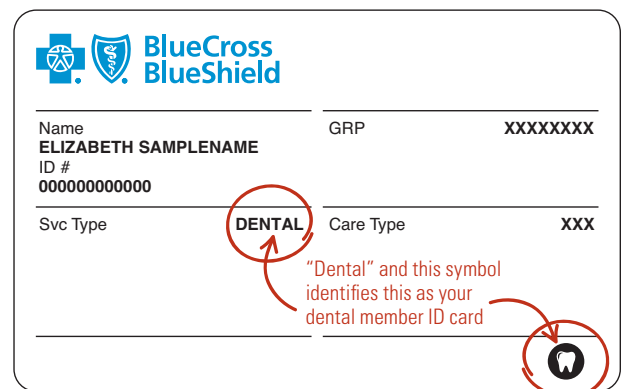 BlueCross
BlueShield
Name
ELIZABETH SAMPLENAME
ID #
000000000000
GRP XXXXXXXX
Svc Type DENTAL
Care Type XXX
"Dental" and this symbol
identifies this as your
dental member ID card